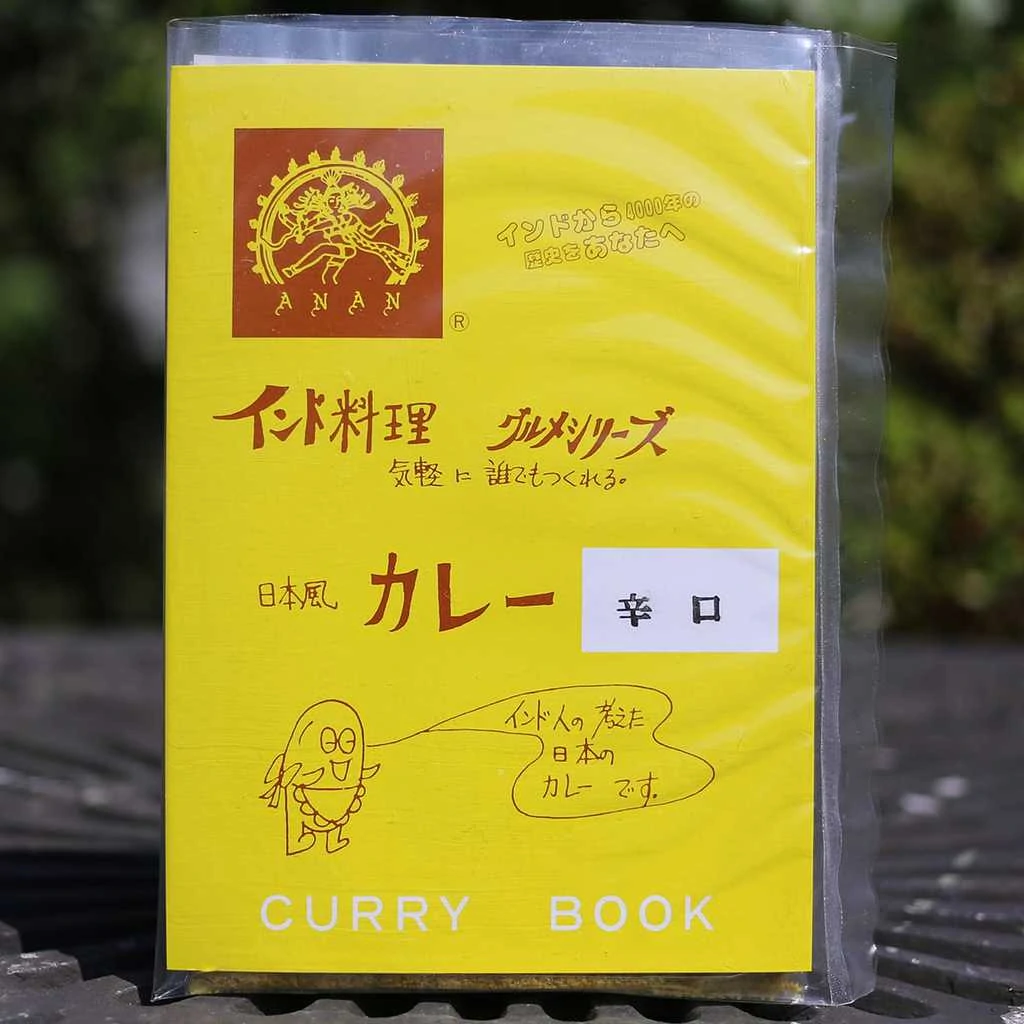 インドから4000年の
歴史をあなたへ
ANAN
®
インド料理 グルメシリーズ
気軽に誰でもつくれる。
日本風 カレー 辛口
インド人の考えた
日本の
カレーです。
CURRY BOOK